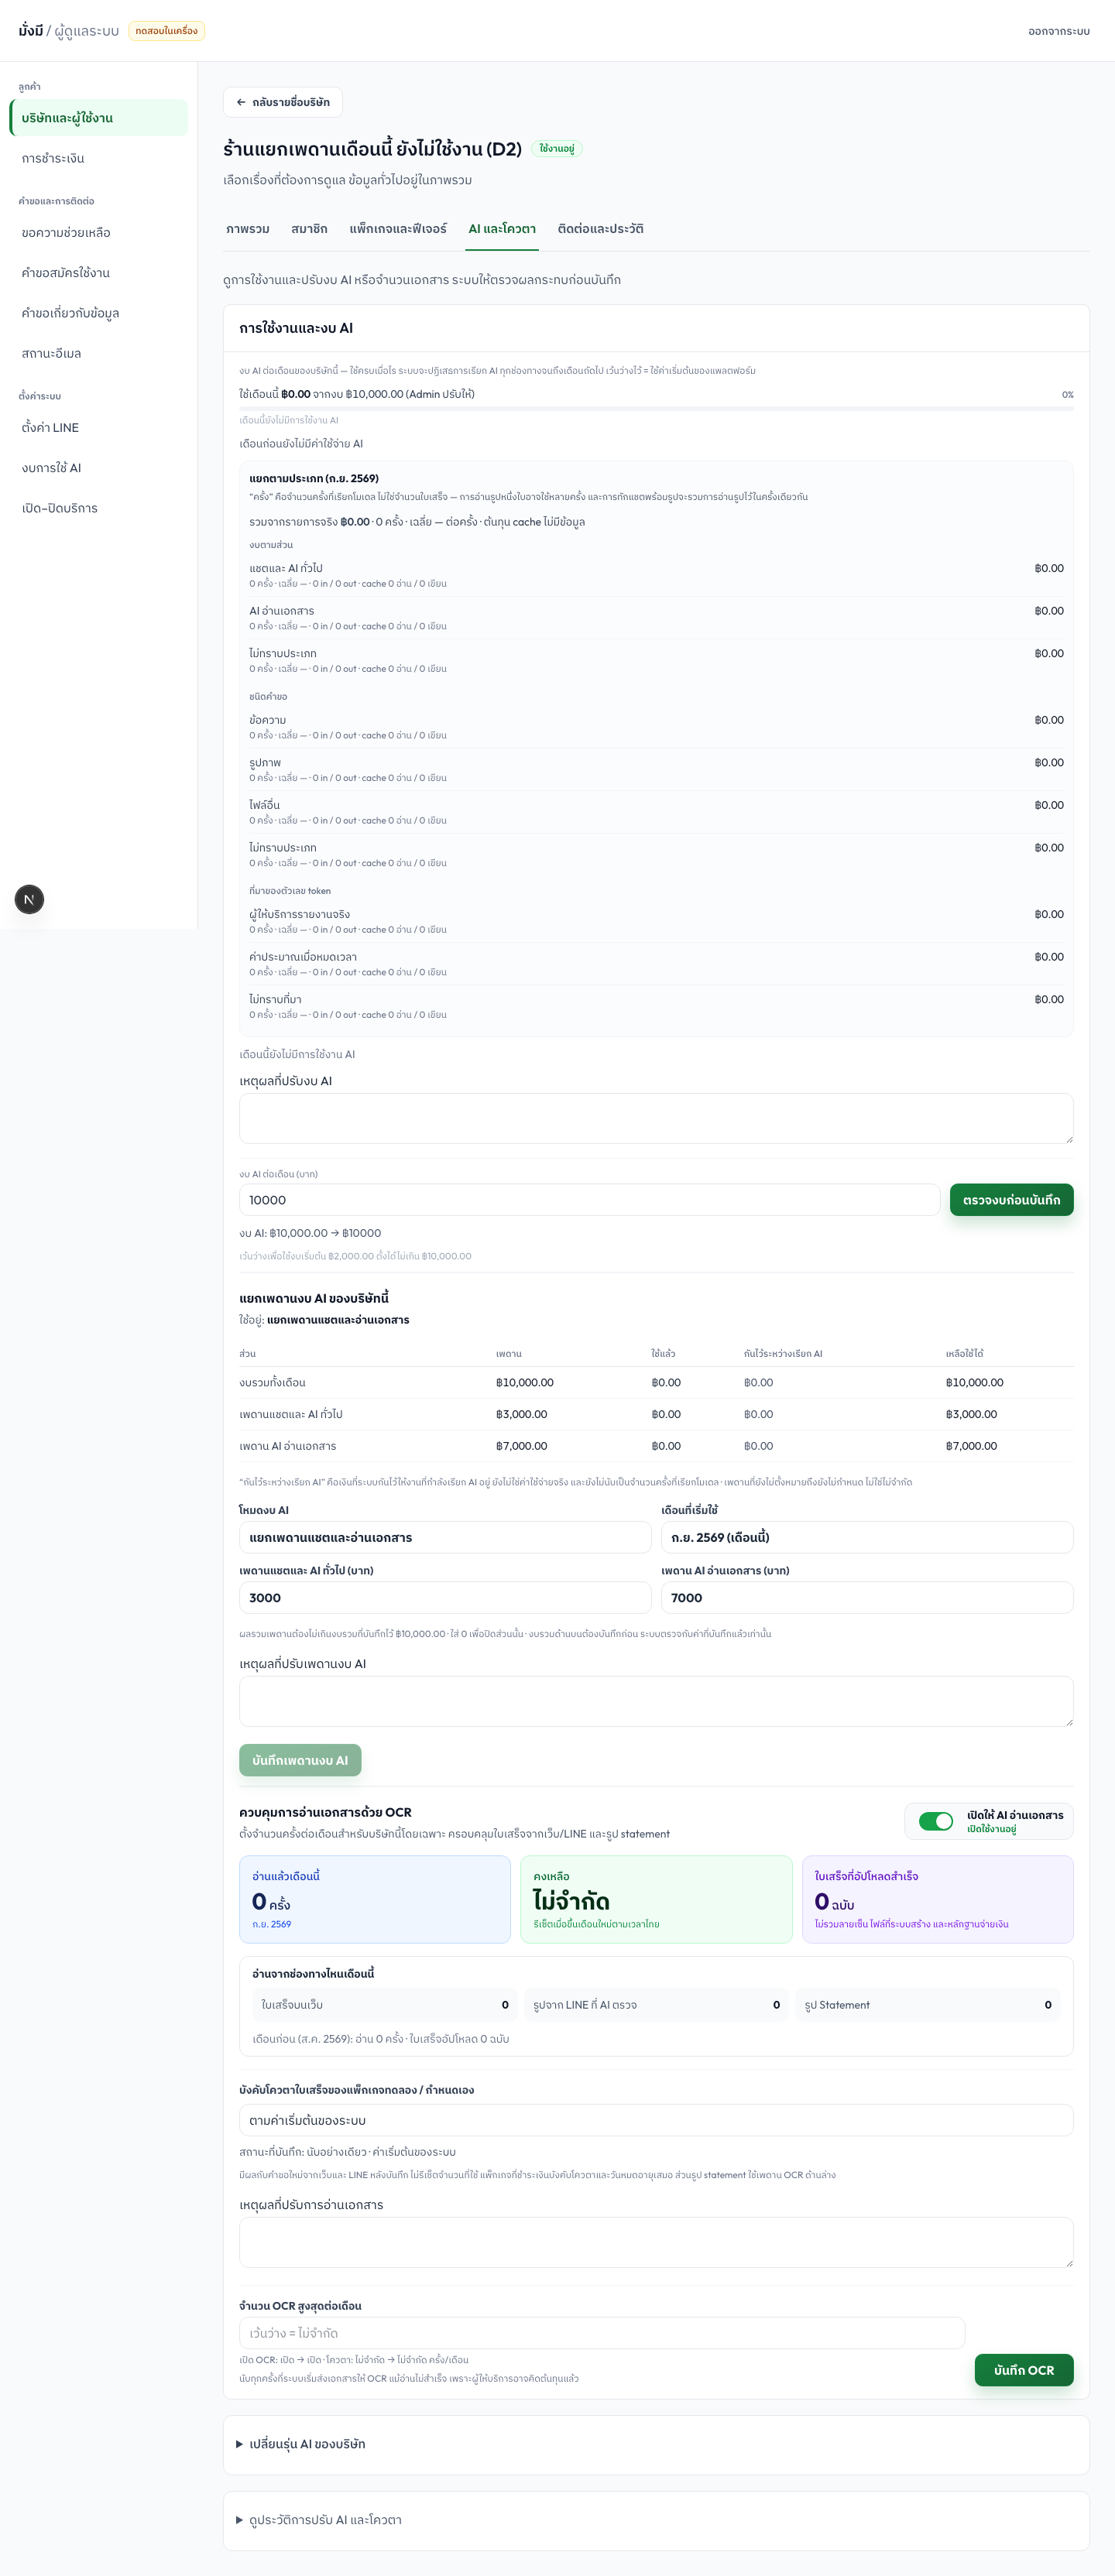 มั่งมี / ผู้ดูแลระบบ ทดสอบในเครื่อง
ออกจากระบบ
ลูกค้า
บริษัทและผู้ใช้งาน
การชำระเงิน
คำขอและการติดต่อ
ขอความช่วยเหลือ
คำขอสมัครใช้งาน
คำขอเกี่ยวกับข้อมูล
สถานะอีเมล
ตั้งค่าระบบ
ตั้งค่า LINE
งบการใช้ AI
เปิด-ปิดบริการ
N
← กลับรายชื่อบริษัท
ร้านแยกเพดานเดือนนี้ ยังไม่ใช้งาน (D2) ใช้งานอยู่
เลือกเรื่องที่ต้องการดูแล ข้อมูลทั่วไปอยู่ในภาพรวม
ภาพรวม สมาชิก แพ็กเกจและฟีเจอร์ AI และโควตา ติดต่อและประวัติ
ดูการใช้งานและปรับงบ AI หรือจำนวนเอกสาร ระบบให้ตรวจผลกระทบก่อนบันทึก
การใช้งานและงบ AI
งบ AI ต่อเดือนของบริษัทนี้ — ใช้ครบเมื่อไร ระบบจะปฏิเสธการเรียก AI ทุกช่องทางจนถึงเดือนถัดไป เว้นว่างไว้ = ใช้ค่าเริ่มต้นของแพลตฟอร์ม
ใช้เดือนนี้ ฿0.00 จากงบ ฿10,000.00 (Admin ปรับให้) 0%
เดือนนี้ยังไม่มีการใช้งาน AI
เดือนก่อนยังไม่มีค่าใช้จ่าย AI
แยกตามประเภท (ก.ย. 2569)
"ครั้ง" คือจำนวนครั้งที่เรียกโมเดล ไม่ใช่จำนวนใบเสร็จ — การอ่านรูปหนึ่งใบอาจใช้หลายครั้ง และการทักแชตพร้อมรูปจะรวมการอ่านรูปไว้ในครั้งเดียวกัน
รวมจากรายการจริง ฿0.00 · 0 ครั้ง · เฉลี่ย — ต่อครั้ง · ต้นทุน cache ไม่มีข้อมูล
งบตามส่วน
แชตและ AI ทั่วไป ฿0.00
0 ครั้ง · เฉลี่ย — · 0 in / 0 out · cache 0 อ่าน / 0 เขียน
AI อ่านเอกสาร ฿0.00
0 ครั้ง · เฉลี่ย — · 0 in / 0 out · cache 0 อ่าน / 0 เขียน
ไม่ทราบประเภท ฿0.00
0 ครั้ง · เฉลี่ย — · 0 in / 0 out · cache 0 อ่าน / 0 เขียน
ชนิดคำขอ
ข้อความ ฿0.00
0 ครั้ง · เฉลี่ย — · 0 in / 0 out · cache 0 อ่าน / 0 เขียน
รูปภาพ ฿0.00
0 ครั้ง · เฉลี่ย — · 0 in / 0 out · cache 0 อ่าน / 0 เขียน
ไฟล์อื่น ฿0.00
0 ครั้ง · เฉลี่ย — · 0 in / 0 out · cache 0 อ่าน / 0 เขียน
ไม่ทราบประเภท ฿0.00
0 ครั้ง · เฉลี่ย — · 0 in / 0 out · cache 0 อ่าน / 0 เขียน
ที่มาของตัวเลข token
ผู้ให้บริการรายงานจริง ฿0.00
0 ครั้ง · เฉลี่ย — · 0 in / 0 out · cache 0 อ่าน / 0 เขียน
ค่าประมาณเมื่อหมดเวลา ฿0.00
0 ครั้ง · เฉลี่ย — · 0 in / 0 out · cache 0 อ่าน / 0 เขียน
ไม่ทราบที่มา ฿0.00
0 ครั้ง · เฉลี่ย — · 0 in / 0 out · cache 0 อ่าน / 0 เขียน
เดือนนี้ยังไม่มีการใช้งาน AI
เหตุผลที่ปรับงบ AI
งบ AI ต่อเดือน (บาท)
10000 ตรวจงบก่อนบันทึก
งบ AI: ฿10,000.00 → ฿10000
เว้นว่างเพื่อใช้งบเริ่มต้น ฿2,000.00 ตั้งได้ไม่เกิน ฿10,000.00
แยกเพดานงบ AI ของบริษัทนี้
ใช้อยู่: แยกเพดานแชตและอ่านเอกสาร
ส่วน เพดาน ใช้แล้ว กันไว้ระหว่างเรียก AI เหลือใช้ได้
งบรวมทั้งเดือน ฿10,000.00 ฿0.00 ฿0.00 ฿10,000.00
เพดานแชตและ AI ทั่วไป ฿3,000.00 ฿0.00 ฿0.00 ฿3,000.00
เพดาน AI อ่านเอกสาร ฿7,000.00 ฿0.00 ฿0.00 ฿7,000.00
"กันไว้ระหว่างเรียก AI" คือเงินที่ระบบกันไว้ให้งานที่กำลังเรียก AI อยู่ ยังไม่ใช่ค่าใช้จ่ายจริง และยังไม่นับเป็นจำนวนครั้งที่เรียกโมเดล · เพดานที่ยังไม่ตั้งหมายถึงยังไม่กำหนด ไม่ใช่ไม่จำกัด
โหมดงบ AI เดือนที่เริ่มใช้
แยกเพดานแชตและอ่านเอกสาร ก.ย. 2569 (เดือนนี้)
เพดานแชตและ AI ทั่วไป (บาท) เพดาน AI อ่านเอกสาร (บาท)
3000 7000
ผลรวมเพดานต้องไม่เกินงบรวมที่บันทึกไว้ ฿10,000.00 · ใส่ 0 เพื่อปิดส่วนนั้น · งบรวมด้านบนต้องบันทึกก่อน ระบบตรวจกับค่าที่บันทึกแล้วเท่านั้น
เหตุผลที่ปรับเพดานงบ AI
บันทึกเพดานงบ AI
ควบคุมการอ่านเอกสารด้วย OCR
ตั้งจำนวนครั้งต่อเดือนสำหรับบริษัทนี้โดยเฉพาะ ครอบคลุมใบเสร็จจากเว็บ/LINE และรูป statement
เปิดให้ AI อ่านเอกสาร
เปิดใช้งานอยู่
อ่านแล้วเดือนนี้
0 ครั้ง
ก.ย. 2569
คงเหลือ
ไม่จำกัด
รีเซ็ตเมื่อขึ้นเดือนใหม่ตามเวลาไทย
ใบเสร็จที่อัปโหลดสำเร็จ
0 ฉบับ
ไม่รวมลายเซ็น ไฟล์ที่ระบบสร้าง และหลักฐานจ่ายเงิน
อ่านจากช่องทางไหนเดือนนี้
ใบเสร็จบนเว็บ 0 รูปจาก LINE ที่ AI ตรวจ 0 รูป Statement 0
เดือนก่อน (ส.ค. 2569): อ่าน 0 ครั้ง · ใบเสร็จอัปโหลด 0 ฉบับ
บังคับโควตาใบเสร็จของแพ็กเกจทดลอง / กำหนดเอง
ตามค่าเริ่มต้นของระบบ
สถานะที่บันทึก: นับอย่างเดียว · ค่าเริ่มต้นของระบบ
มีผลกับคำขอใหม่จากเว็บและ LINE หลังบันทึก ไม่รีเซ็ตจำนวนที่ใช้ แพ็กเกจที่ชำระเงินบังคับโควตาและวันหมดอายุเสมอ ส่วนรูป statement ใช้เพดาน OCR ด้านล่าง
เหตุผลที่ปรับการอ่านเอกสาร
จำนวน OCR สูงสุดต่อเดือน
เว้นว่าง = ไม่จำกัด
เปิด OCR: เปิด → เปิด · โควตา: ไม่จำกัด → ไม่จำกัด ครั้ง/เดือน
นับทุกครั้งที่ระบบเริ่มส่งเอกสารให้ OCR แม้อ่านไม่สำเร็จ เพราะผู้ให้บริการอาจคิดต้นทุนแล้ว
บันทึก OCR
▶ เปลี่ยนรุ่น AI ของบริษัท
▶ ดูประวัติการปรับ AI และโควตา